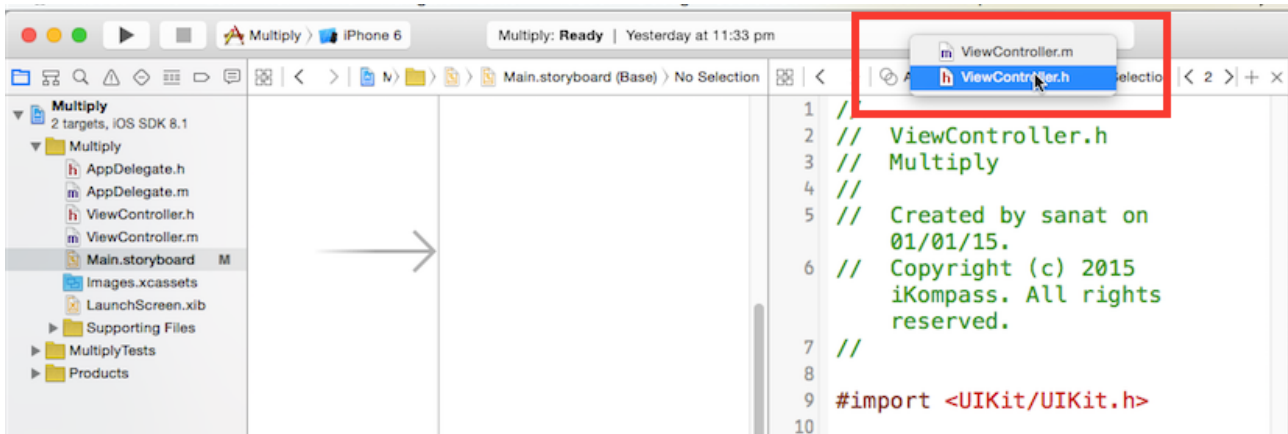 Multiply iPhone 6 Multiply: Ready | Yesterday at 11:33 pm
ViewController.m
ViewController.h
Main.storyboard (Base) No Selection
2
Multiply
2 targets, iOS SDK 8.1
Multiply
h AppDelegate.h
m AppDelegate.m
h ViewController.h
m ViewController.m
Main.storyboard M
Images.xcassets
LaunchScreen.xib
Supporting Files
MultiplyTests
Products
1 //
2 // ViewController.h
3 // Multiply
4 //
5 // Created by sanat on
01/01/15.
6 // Copyright (c) 2015
iKompass. All rights
reserved.
7 //
8
9 #import <UIKit/UIKit.h>
10